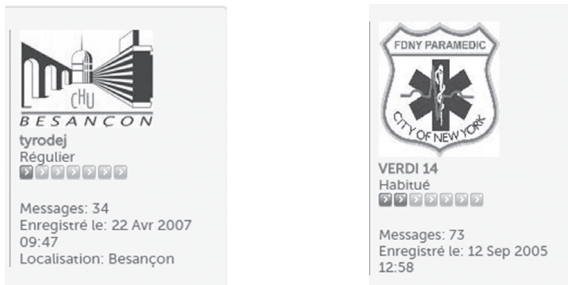 CHU
BESANCON
tyrodej
Régulier
Messages: 34
Enregistré le: 22 Avr 2007
09:47
Localisation: Besançon
FDNY PARAMEDIC
CITY OF NEW YORK
VERDI 14
Habitué
Messages: 73
Enregistré le: 12 Sep 2005
12:58